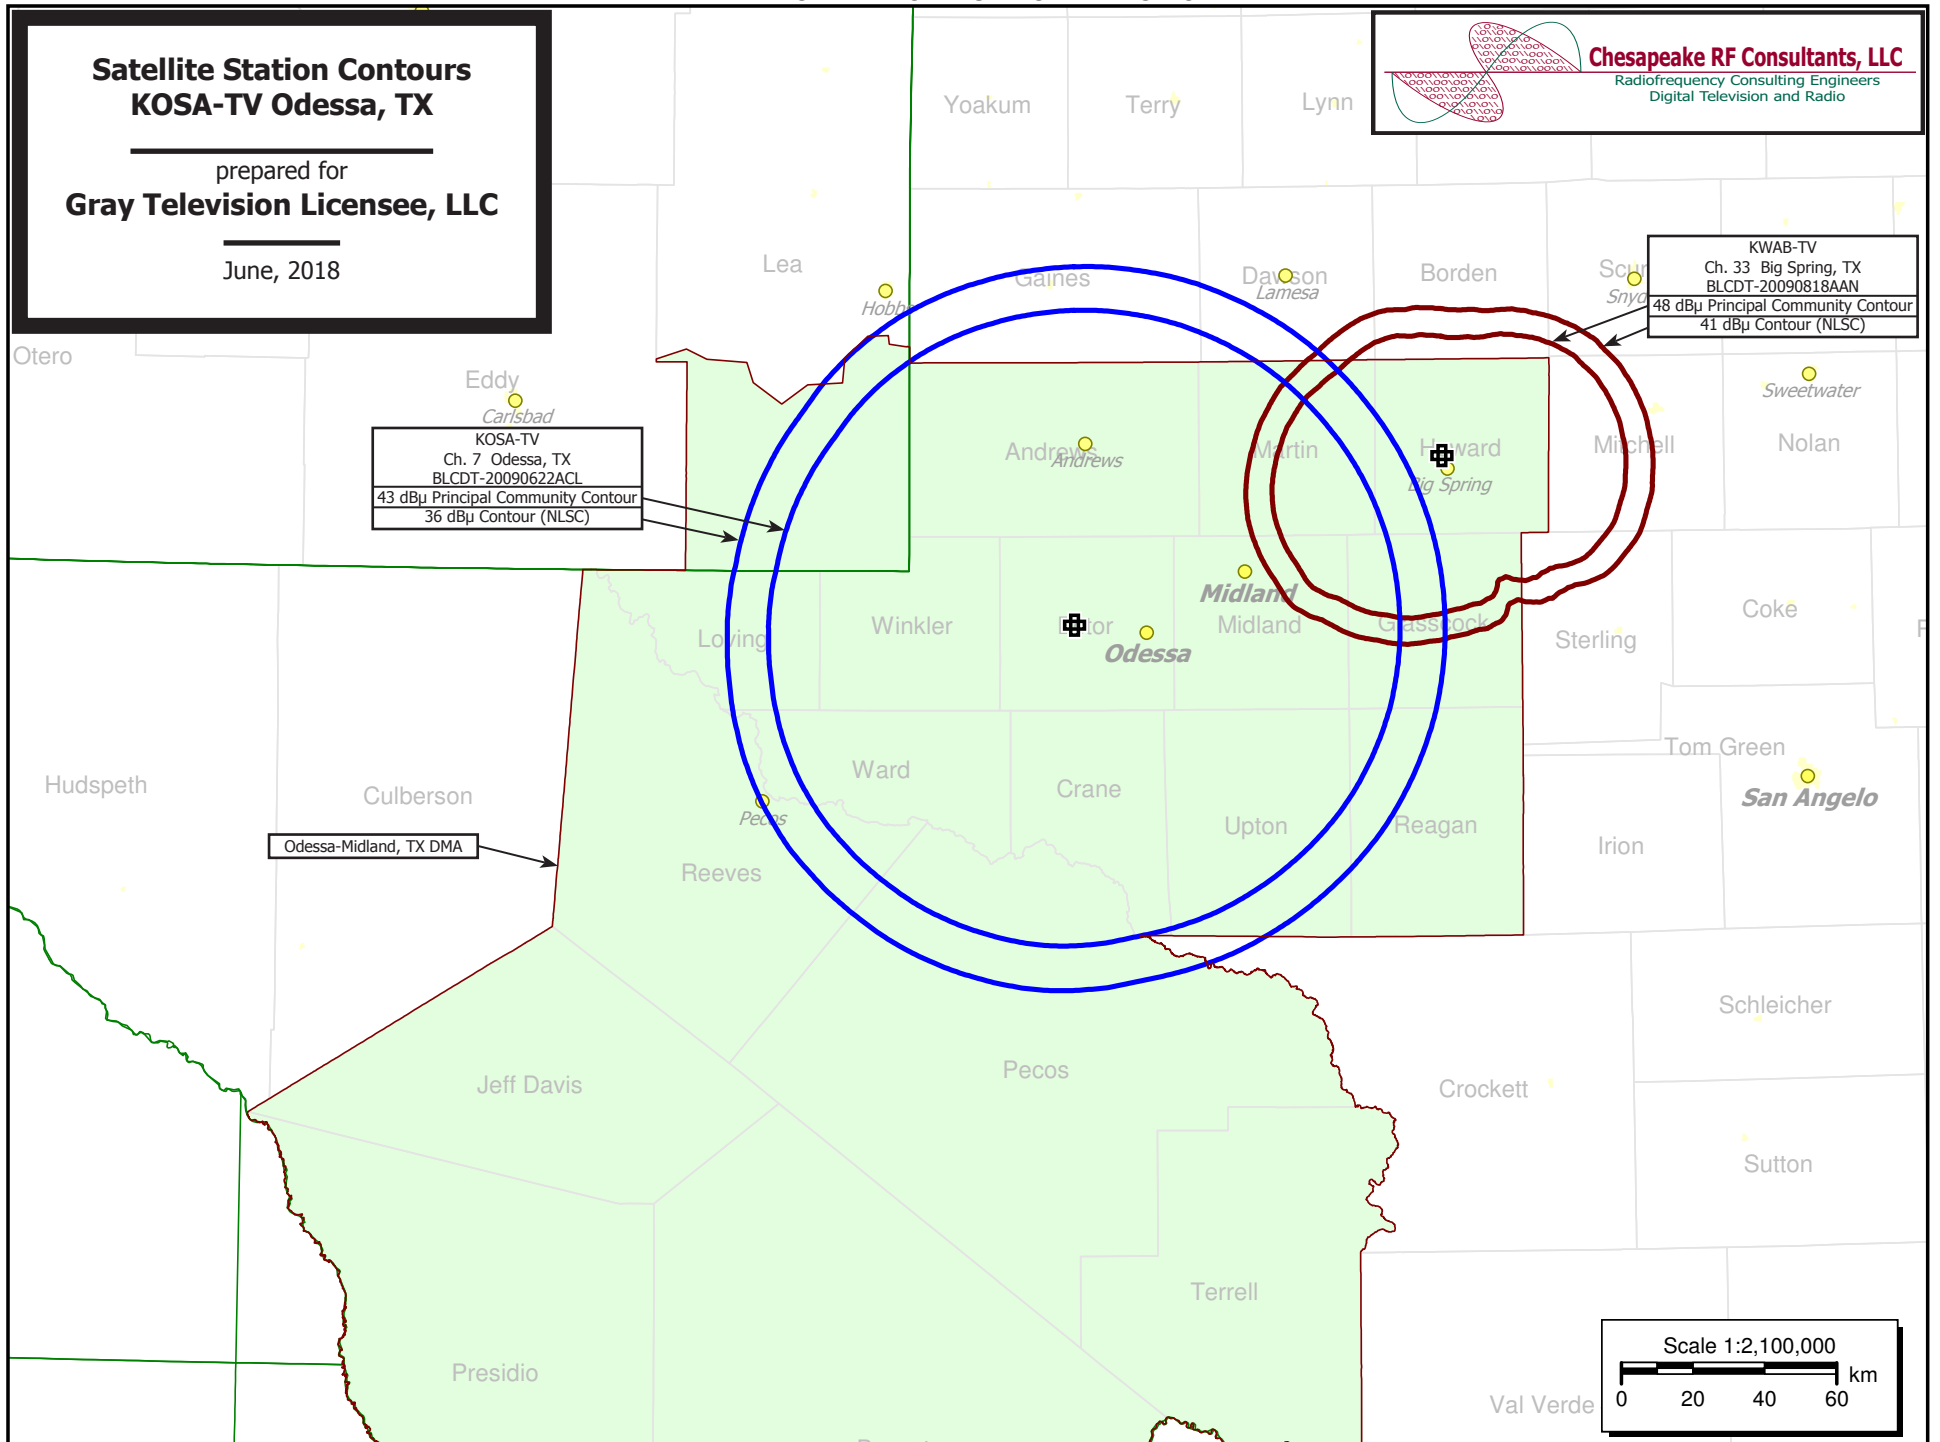 Satellite Station Contours
KOSA-TV Odessa, TX
prepared for
Gray Television Licensee, LLC
June, 2018
Chesapeake RF Consultants, LLC
Radiofrequency Consulting Engineers
Digital Television and Radio
Yoakum
Terry
Lynn
Lea
Hobbs
Gaines
Dawson
Lamesa
Borden
KWAB-TV
Ch. 33 Big Spring, TX
BLCDT-20090818AAN
48 dBµ Principal Community Contour
41 dBµ Contour (NLSC)
Otero
Eddy
Carlsbad
Sweetwater
KOSA-TV
Ch. 7 Odessa, TX
BLCDT-20090622ACL
43 dBµ Principal Community Contour
36 dBµ Contour (NLSC)
Andrews
Andrews
Martin
Howard
Big Spring
Mitchell
Nolan
Midland
Loving
Winkler
Odessa
Midland
Glasscock
Sterling
Coke
Hudspeth
Culberson
Ward
Crane
Upton
Reagan
Tom Green
San Angelo
Pecos
Odessa-Midland, TX DMA
Reeves
Irion
Schleicher
Jeff Davis
Pecos
Crockett
Sutton
Terrell
Presidio
Val Verde
Scale 1:2,100,000
km
0 20 40 60